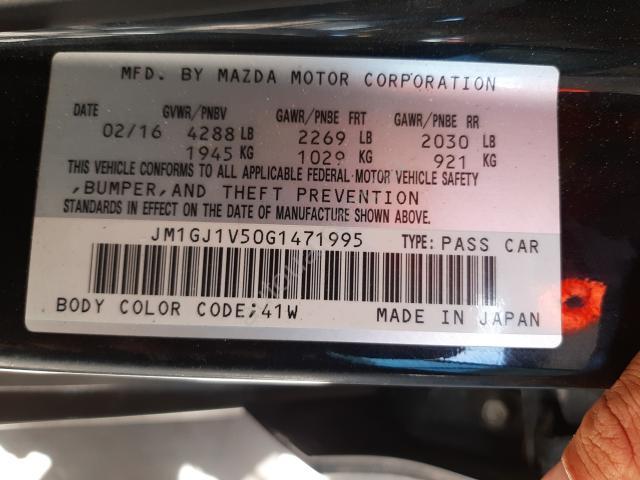 MFD. BY MAZDA MOTOR CORPORATION
DATE GVWR/PNBV GAWR/PNBE FRT GAWR/PNBE RR
02/16 4288 LB 2269 LB 2030 LB
1945 KG 1029 KG 921 KG
THIS VEHICLE CONFORMS TO ALL APPLICABLE FEDERAL MOTOR VEHICLE SAFETY
,BUMPER,AND THEFT PREVENTION
STANDARDS IN EFFECT ON THE DATE OF MANUFACTURE SHOWN ABOVE.
JM1GJ1V50G1471995 TYPE: PASS CAR
BODY COLOR CODE;41W MADE IN JAPAN